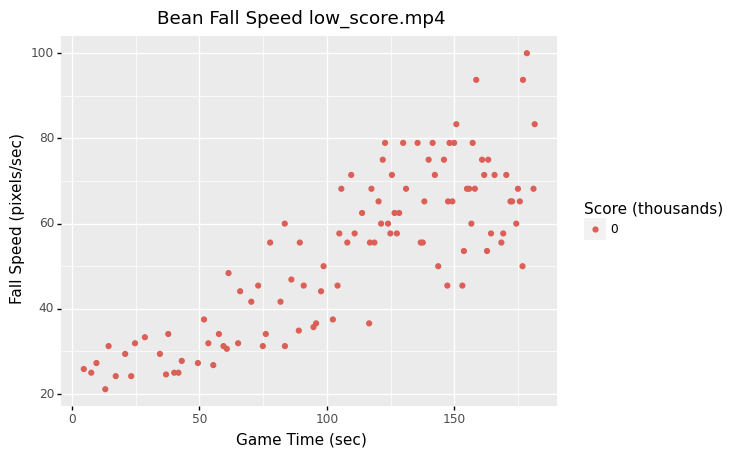 Bean Fall Speed low_score.mp4
Fall Speed (pixels/sec)
100
80
60
40
20
0
50
100
150
Game Time (sec)
Score (thousands)
0